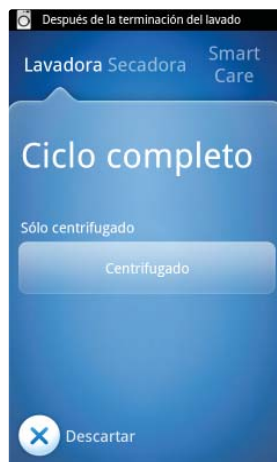 Después de la terminación del lavado
Lavadora Secadora Smart Care
Ciclo completo
Sólo centrifugado
Centrifugado
Descartar